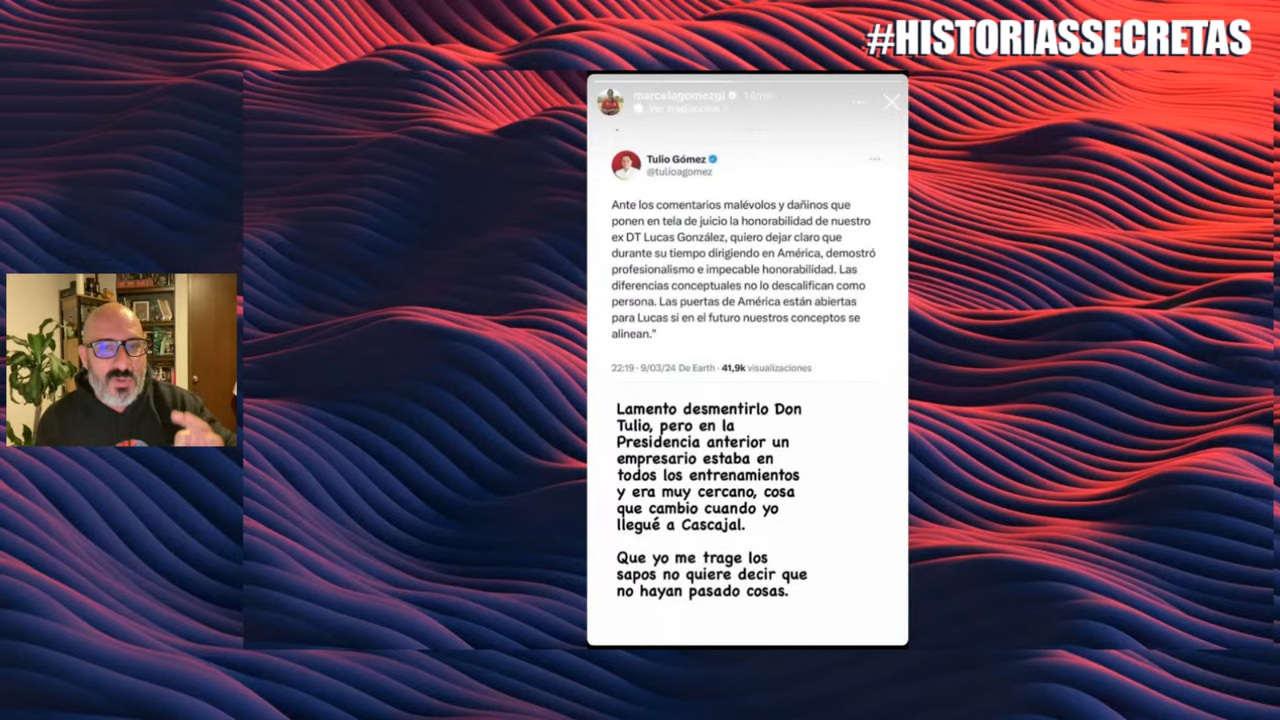 #HISTORIASSECRETAS
marcelagomezgi 10min
Ver traducción
Tulio Gómez
@tulioagomez
Ante los comentarios malévolos y dañinos que
ponen en tela de juicio la honorabilidad de nuestro
ex DT Lucas González, quiero dejar claro que
durante su tiempo dirigiendo en América, demostró
profesionalismo e impecable honorabilidad. Las
diferencias conceptuales no lo descalifican como
persona. Las puertas de América están abiertas
para Lucas si en el futuro nuestros conceptos se
alinean."
22:19 · 9/03/24 De Earth · 41,9k visualizaciones
Lamento desmentirlo Don
Tulio, pero en la
Presidencia anterior un
empresario estaba en
todos los entrenamientos
y era muy cercano, cosa
que cambio cuando yo
llegué a Cascajal.
Que yo me trage los
sapos no quiere decir que
no hayan pasado cosas.